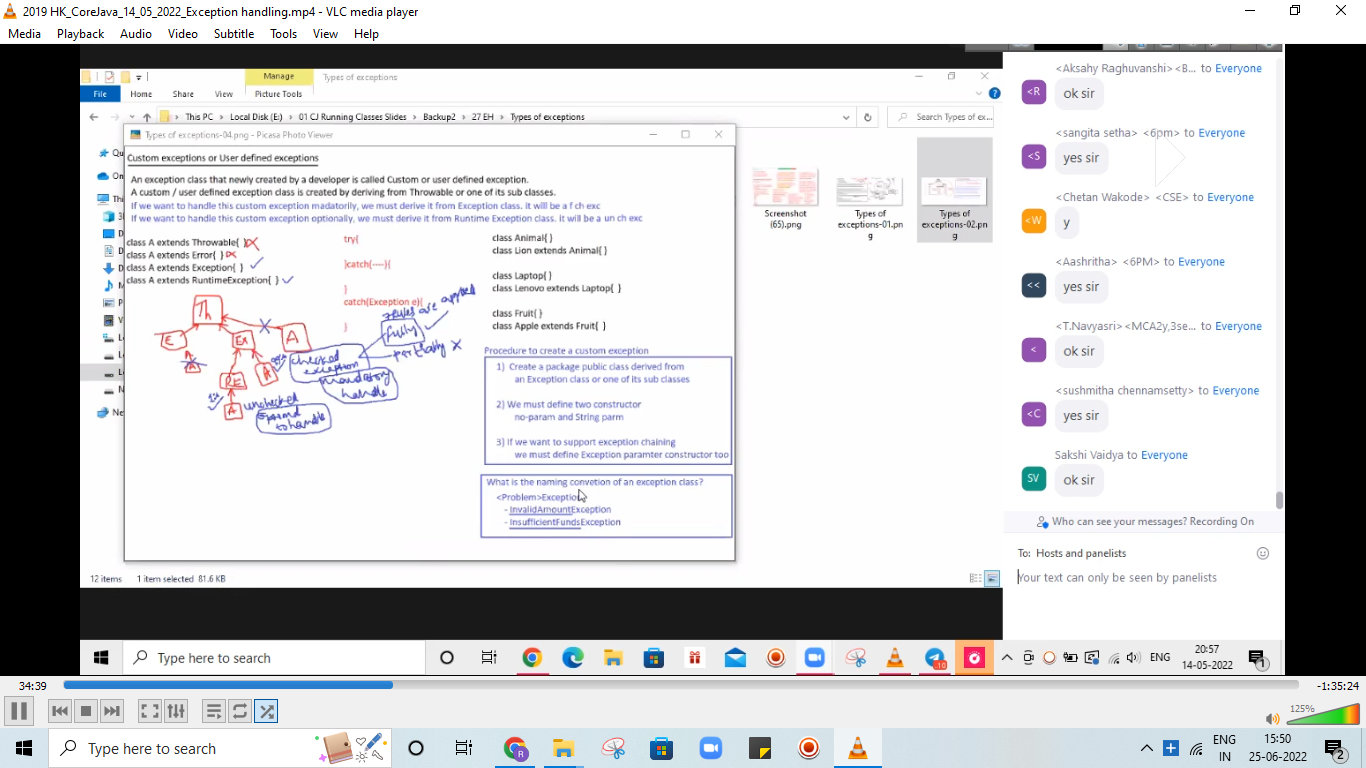 2019 HK_CoreJava_14_05_2022_Exception handling.mp4 - VLC media player
Media Playback Audio Video Subtitle Tools View Help
Manage Types of exceptions
File Home Share View Picture Tools
This PC › Local Disk (E:) › 01 CJ Running Classes Slides › Backup2 › 27 EH › Types of exceptions
Search Types of ex...
Types of exceptions-04.png - Picasa Photo Viewer
Custom exceptions or User defined exceptions
An exception class that newly created by a developer is called Custom or user defined exception.
A custom / user defined exception class is created by deriving from Throwable or one of its sub classes.
If we want to handle this custom exception madatorily, we must derive it from Exception class. it will be a f ch exc
If we want to handle this custom exception optionally, we must derive it from Runtime Exception class. it will be a un ch exc
class A extends Throwable{ }
class A extends Error{ }
class A extends Exception{ }
class A extends RuntimeException{ }
try{
}catch(----){
}
catch(Exception e){
}
class Animal{ }
class Lion extends Animal{ }
class Laptop{ }
class Lenovo extends Laptop{ }
class Fruit{ }
class Apple extends Fruit{ }
Th
E
Ex
A
A
RE
A
A
1st
unchecked
optional
to handle
checked
exception
mandatory
handle
rules are applied
fully
partially
Procedure to create a custom exception
1) Create a package public class derived from
an Exception class or one of its sub classes
2) We must define two constructor
no-param and String parm
3) If we want to support exception chaining
we must define Exception paramter constructor too
What is the naming convetion of an exception class?
<Problem>Exception
- InvalidAmountException
- InsufficientFundsException
Screenshot
(65).png
Types of
exceptions-01.pn
g
Types of
exceptions-02.pn
g
12 items 1 item selected 81.6 KB
<Aksahy Raghuvanshi> <B... to Everyone
<R ok sir
<sangita setha> <6pm> to Everyone
<S yes sir
<Chetan Wakode> <CSE> to Everyone
<W y
<Aashritha> <6PM> to Everyone
<< yes sir
<T.Navyasri> <MCA2y,3se... to Everyone
< ok sir
<sushmitha chennamsetty> to Everyone
<C yes sir
Sakshi Vaidya to Everyone
SV ok sir
Who can see your messages? Recording On
To: Hosts and panelists
Your text can only be seen by panelists
Type here to search
10
ENG
20:57
14-05-2022
1
34:39
-1:35:24
125%
Type here to search
R
ENG
IN
15:50
25-06-2022
2